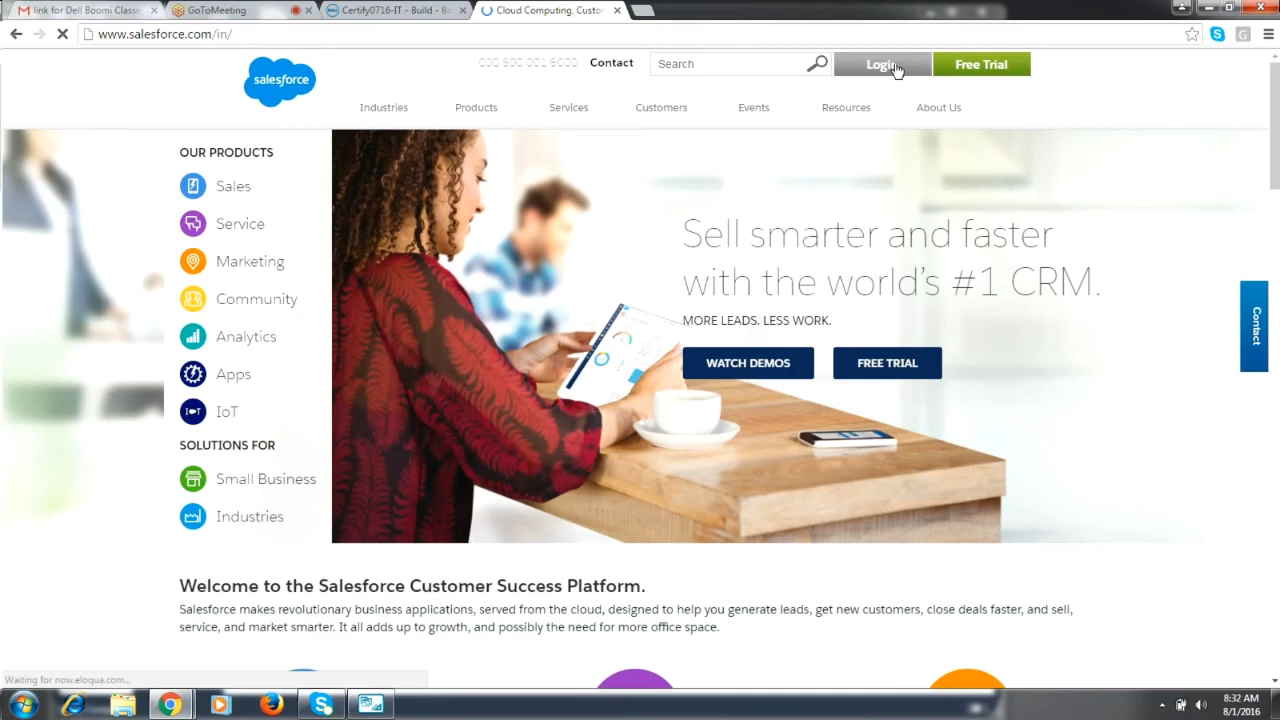 link for Dell Boomi Classe
GoToMeeting
Certify0716-IT - Build - Bo
Cloud Computing, Custo
www.salesforce.com/in/
salesforce
Contact
Search
Login
Free Trial
Industries
Products
Services
Customers
Events
Resources
About Us
OUR PRODUCTS
Sales
Service
Marketing
Community
Analytics
Apps
IoT
SOLUTIONS FOR
Small Business
Industries
Sell smarter and faster
with the world's #1 CRM.
MORE LEADS. LESS WORK.
WATCH DEMOS
FREE TRIAL
Contact
Welcome to the Salesforce Customer Success Platform.
Salesforce makes revolutionary business applications, served from the cloud, designed to help you generate leads, get new customers, close deals faster, and sell,
service, and market smarter. It all adds up to growth, and possibly the need for more office space.
Waiting for now.eloqua.com...
8:32 AM
8/1/2016